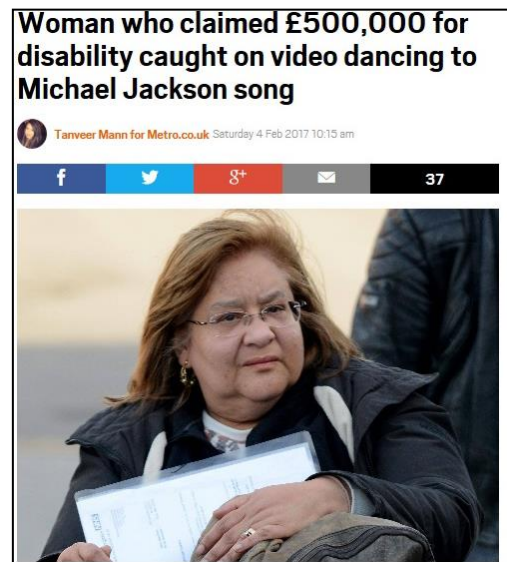 Woman who claimed £500,000 for
disability caught on video dancing to
Michael Jackson song
Tanveer Mann for Metro.co.uk Saturday 4 Feb 2017 10:15 am
f 8+ 37